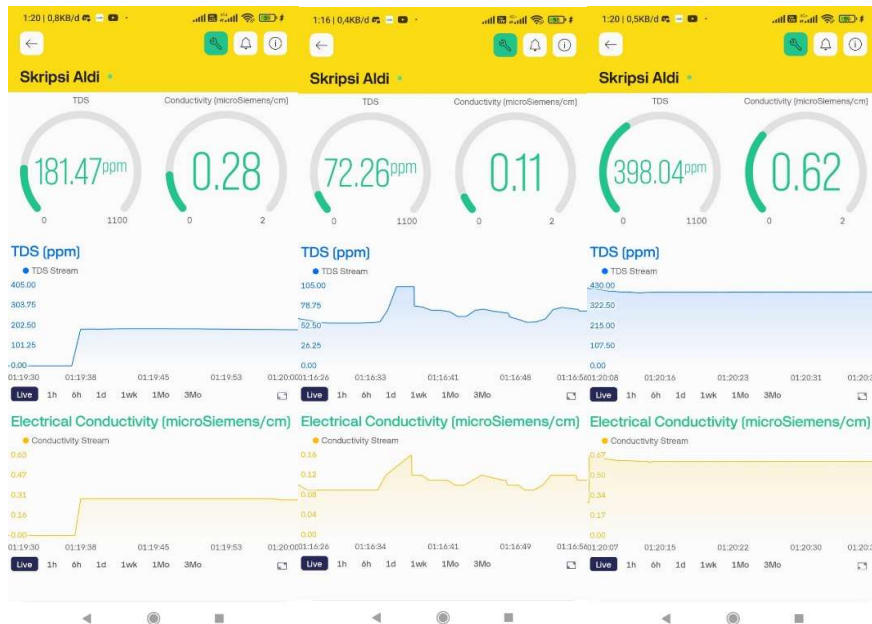 1:20 | 0,8KB/d
Skripsi Aldi
TDS
Conductivity (microSiemens/cm)
181.47ppm
0.28
0
1100
0
2
TDS (ppm)
TDS Stream
405.00
303.75
202.50
101.25
-0.00
01:19:30 01:19:38 01:19:45 01:19:53 01:20:00
Live 1h 6h 1d 1wk 1Mo 3Mo
Electrical Conductivity (microSiemens/cm)
Conductivity Stream
0.63
0.47
0.31
0.16
-0.00
01:19:30 01:19:38 01:19:45 01:19:53 01:20:00
Live 1h 6h 1d 1wk 1Mo 3Mo
1:16 | 0,4KB/d
Skripsi Aldi
TDS
Conductivity (microSiemens/cm)
72.26ppm
0.11
0
1100
0
2
TDS (ppm)
TDS Stream
105.00
78.75
52.50
26.25
0.00
01:16:26 01:16:33 01:16:41 01:16:48 01:16:56
Live 1h 6h 1d 1wk 1Mo 3Mo
Electrical Conductivity (microSiemens/cm)
Conductivity Stream
0.16
0.12
0.08
0.04
0.00
01:16:26 01:16:34 01:16:41 01:16:49 01:16:56
Live 1h 6h 1d 1wk 1Mo 3Mo
1:20 | 0,5KB/d
Skripsi Aldi
TDS
Conductivity (microSiemens/cm)
398.04ppm
0.62
0
1100
0
2
TDS (ppm)
TDS Stream
430.00
322.50
215.00
107.50
0.00
01:20:08 01:20:16 01:20:23 01:20:31
Live 1h 6h 1d 1wk 1Mo 3Mo
Electrical Conductivity (microSiemens/cm)
Conductivity Stream
0.67
0.50
0.34
0.17
0.00
01:20:07 01:20:15 01:20:22 01:20:30
Live 1h 6h 1d 1wk 1Mo 3Mo